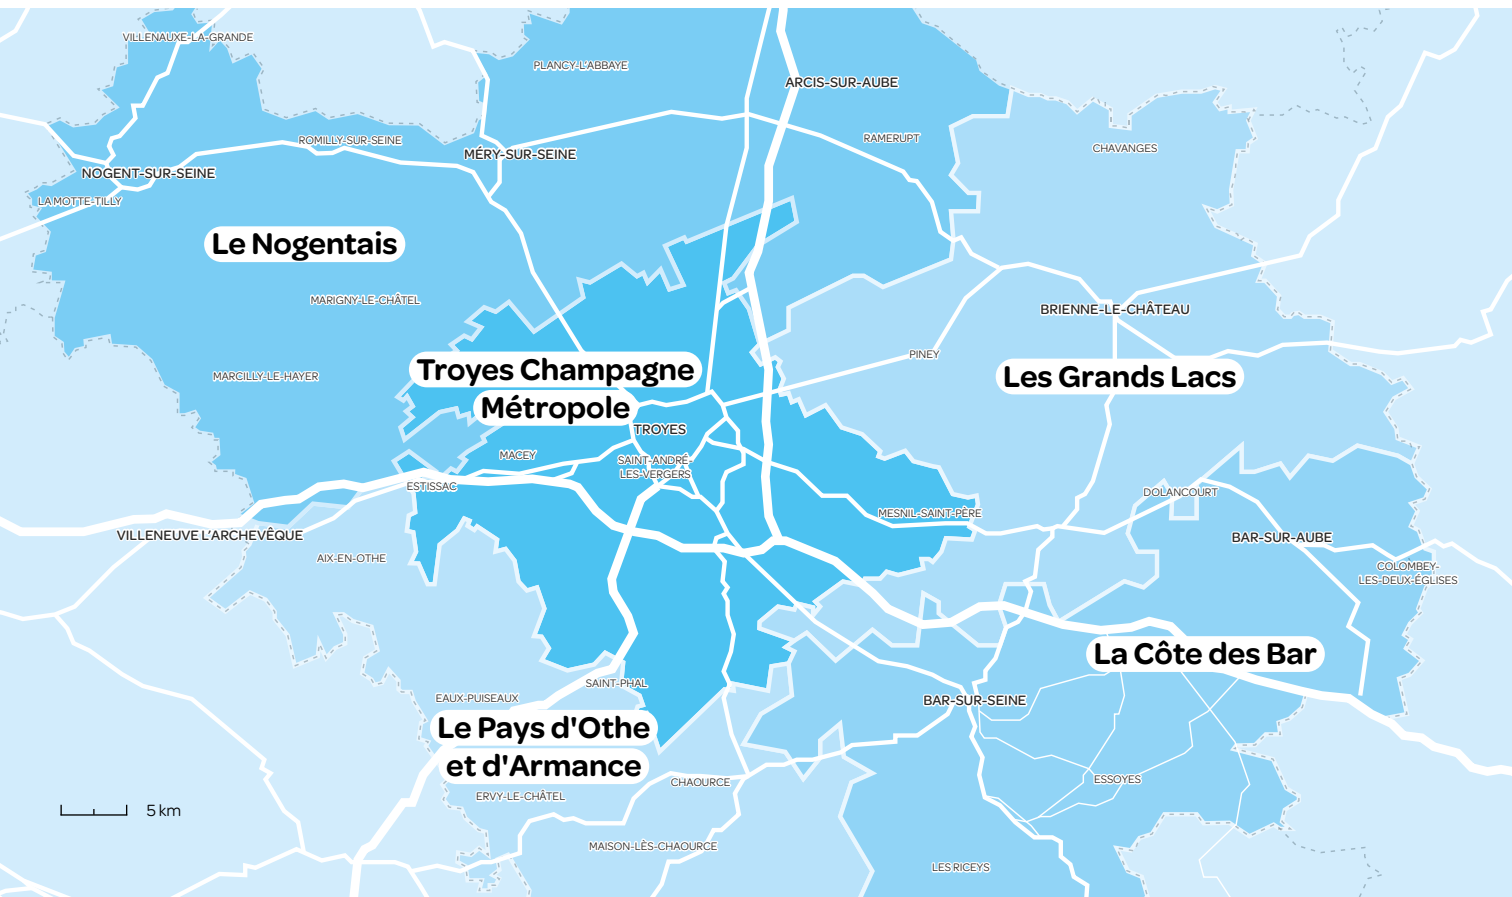 VILLENAUXE-LA-GRANDE
PLANCY-L'ABBAYE
ARCIS-SUR-AUBE
ROMILLY-SUR-SEINE
RAMERUPT
CHAVANGES
MÉRY-SUR-SEINE
NOGENT-SUR-SEINE
LA MOTTE-TILLY
Le Nogentais
MARIGNY-LE-CHÂTEL
BRIENNE-LE-CHÂTEAU
PINEY
MARCILLY-LE-HAYER
Troyes Champagne
Métropole
Les Grands Lacs
TROYES
MACEY
SAINT-ANDRÉ-
LES-VERGERS
ESTISSAC
DOLANCOURT
MESNIL-SAINT-PÈRE
VILLENEUVE L'ARCHEVÊQUE
BAR-SUR-AUBE
AIX-EN-OTHE
COLOMBEY-
LES-DEUX-ÉGLISES
La Côte des Bar
SAINT-PHAL
EAUX-PUISEAUX
BAR-SUR-SEINE
Le Pays d'Othe
et d'Armance
CHAOURCE
ESSOYES
ERVY-LE-CHÂTEL
5 km
MAISON-LÈS-CHAOURCE
LES RICEYS